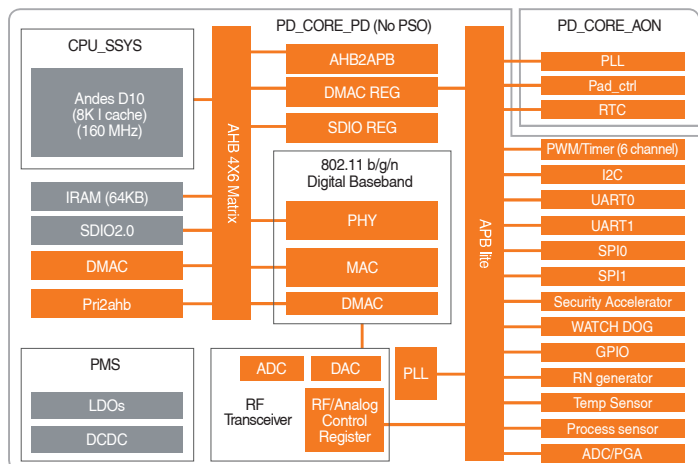 CPU_SSYS
Andes D10
(8K I cache)
(160 MHz)
IRAM (64KB)
SDIO2.0
DMAC
Pri2ahb
PMS
LDOs
DCDC
AHB 4X6 Matrix
PD_CORE_PD (No PSO)
AHB2APB
DMAC REG
SDIO REG
802.11 b/g/n
Digital Baseband
PHY
MAC
DMAC
ADC
DAC
RF
Transceiver
RF/Analog
Control
Register
PLL
APB lite
PD_CORE_AON
PLL
Pad_ctrl
RTC
PWM/Timer (6 channel)
I2C
UART0
UART1
SPI0
SPI1
Security Accelerator
WATCH DOG
GPIO
RN generator
Temp Sensor
Process sensor
ADC/PGA